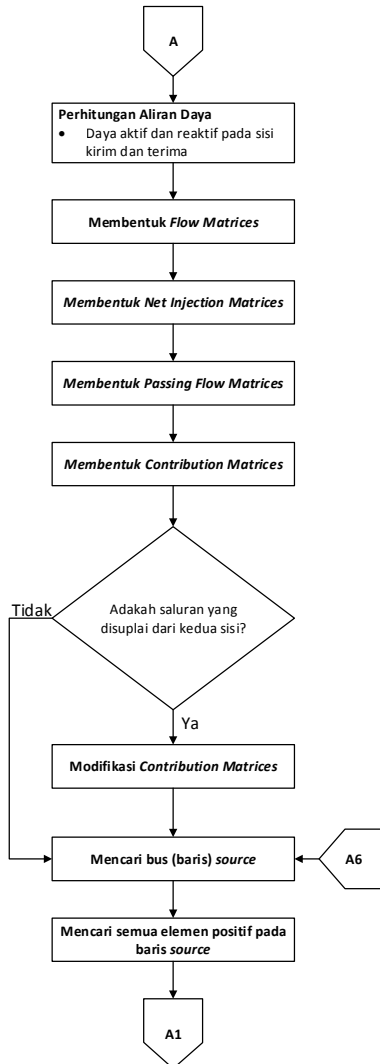 A
Perhitungan Aliran Daya
• Daya aktif dan reaktif pada sisi
kirim dan terima
Membentuk Flow Matrices
Membentuk Net Injection Matrices
Membentuk Passing Flow Matrices
Membentuk Contribution Matrices
Adakah saluran yang
disuplai dari kedua sisi?
Tidak
Ya
Modifikasi Contribution Matrices
Mencari bus (baris) source
A6
Mencari semua elemen positif pada
baris source
A1